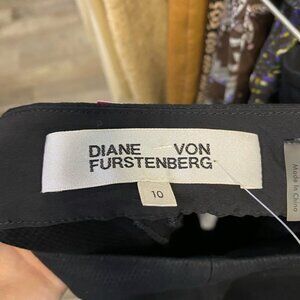 DIANE VON
FURSTENBERG
10
Made in China